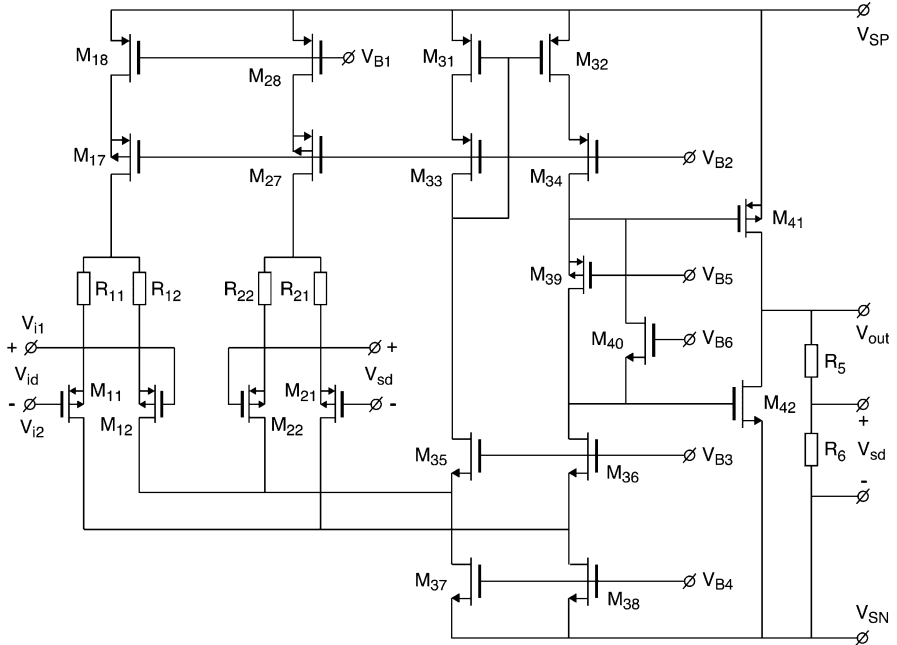 V_SP
M_18
M_28
V_B1
M_31
M_32
M_17
M_27
M_33
M_34
V_B2
M_41
M_39
V_B5
R_11
R_12
R_22
R_21
V_i1
+
V_id
-
V_i2
M_11
M_12
M_21
M_22
+
V_sd
-
M_40
V_B6
V_out
R_5
M_42
+
V_sd
-
R_6
M_35
M_36
V_B3
M_37
M_38
V_B4
V_SN